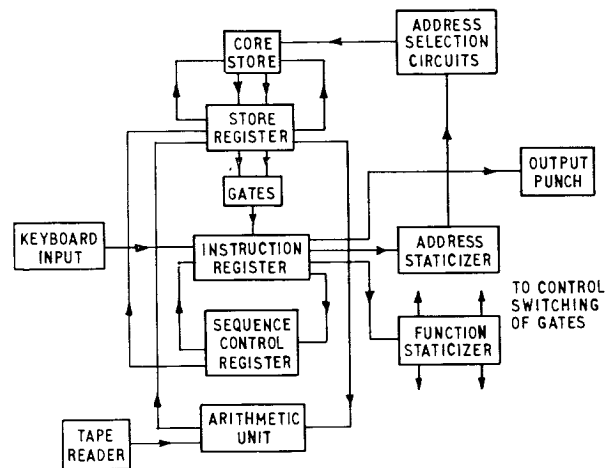 CORE
STORE
ADDRESS
SELECTION
CIRCUITS
STORE
REGISTER
OUTPUT
PUNCH
GATES
KEYBOARD
INPUT
INSTRUCTION
REGISTER
ADDRESS
STATICIZER
TO CONTROL
SWITCHING
OF GATES
SEQUENCE
CONTROL
REGISTER
FUNCTION
STATICIZER
ARITHMETIC
UNIT
TAPE
READER